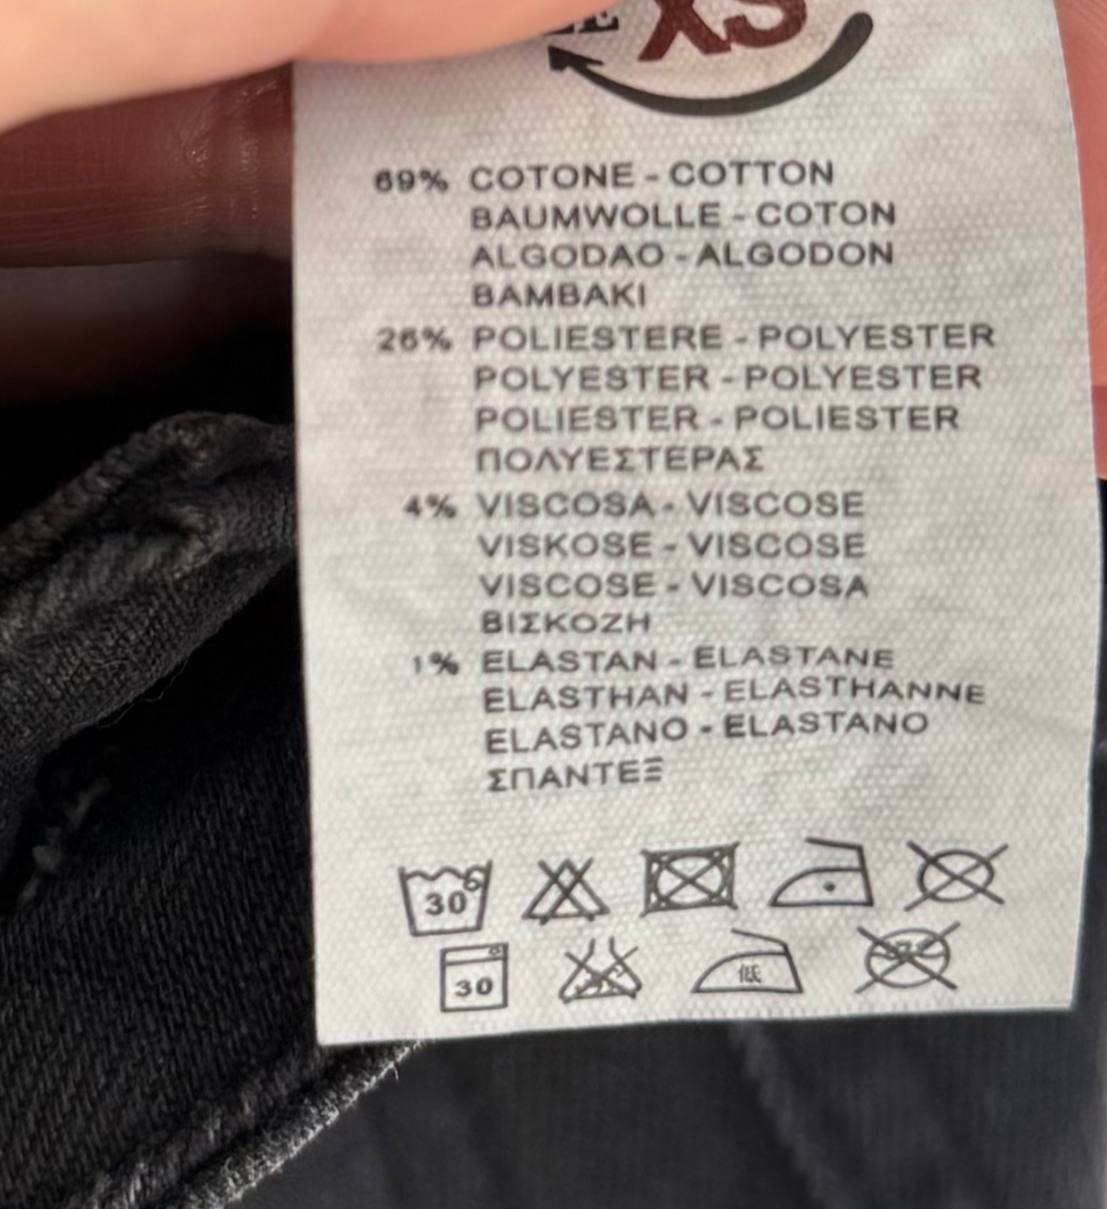 XS
69% COTONE - COTTON
BAUMWOLLE - COTON
ALGODAO - ALGODON
BAMBAKI
26% POLIESTERE - POLYESTER
POLYESTER - POLYESTER
POLIESTER - POLIESTER
ΠΟΛΥΕΣΤΕΡΑΣ
4% VISCOSA - VISCOSE
VISKOSE - VISCOSE
VISCOSE - VISCOSA
ΒΙΣΚΟΖΗ
1% ELASTAN - ELASTANE
ELASTHAN - ELASTHANNE
ELASTANO - ELASTANO
ΣΠΑΝΤΕΞ
30
30 低